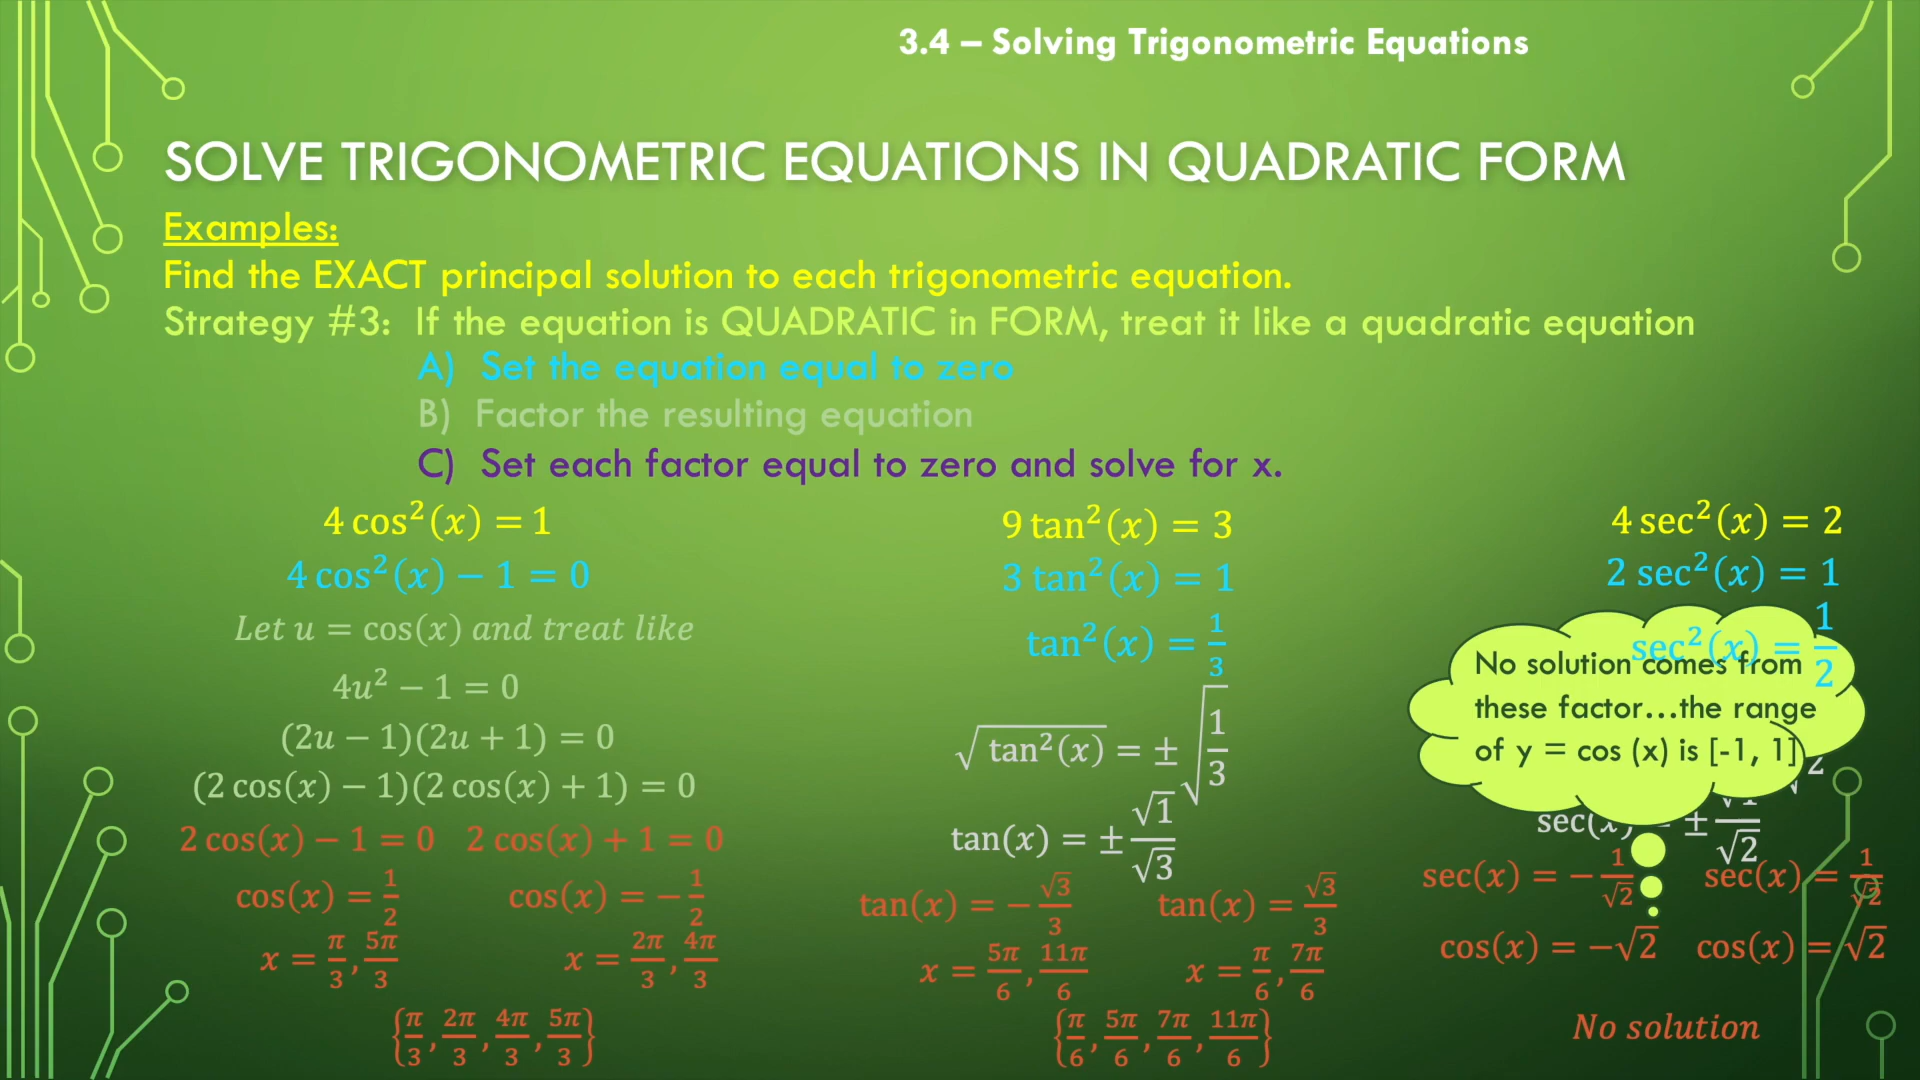 3.4 – Solving Trigonometric Equations
SOLVE TRIGONOMETRIC EQUATIONS IN QUADRATIC FORM
Examples:
Find the EXACT principal solution to each trigonometric equation.
Strategy #3: If the equation is QUADRATIC in FORM, treat it like a quadratic equation
A) Set the equation equal to zero
B) Factor the resulting equation
C) Set each factor equal to zero and solve for x.
4 cos²(x) = 1
4 cos²(x) − 1 = 0
Let u = cos(x) and treat like
4u² − 1 = 0
(2u − 1)(2u + 1) = 0
(2 cos(x) − 1)(2 cos(x) + 1) = 0
2 cos(x) − 1 = 0 2 cos(x) + 1 = 0
cos(x) = 1/2 cos(x) = −1/2
x = π/3, 5π/3 x = 2π/3, 4π/3
{π/3, 2π/3, 4π/3, 5π/3}
9 tan²(x) = 3
3 tan²(x) = 1
tan²(x) = 1/3
√tan²(x) = ±√1/3
tan(x) = ±√1/√3
tan(x) = −√3/3 tan(x) = √3/3
x = 5π/6, 11π/6 x = π/6, 7π/6
{π/6, 5π/6, 7π/6, 11π/6}
4 sec²(x) = 2
2 sec²(x) = 1
sec²(x) = 1/2
No solution comes from
these factor...the range
of y = cos (x) is [-1, 1]
2
sec(x) = ±√1/√2
sec(x) = −1/√2 sec(x) = 1/√2
cos(x) = −√2 cos(x) = √2
No solution